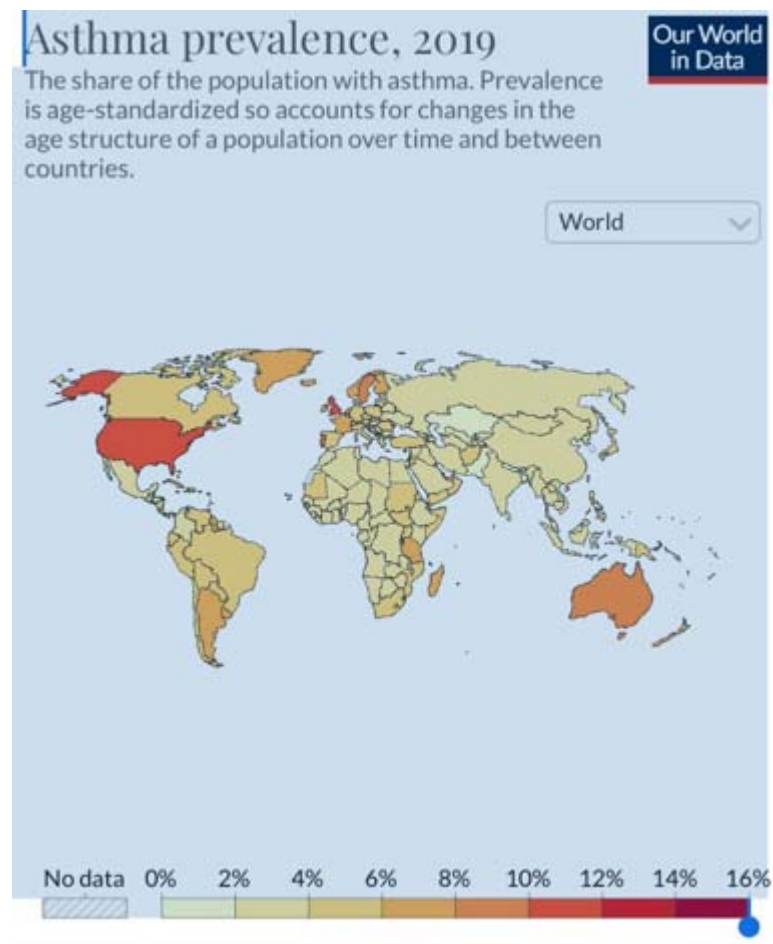 Asthma prevalence, 2019
Our World
in Data
The share of the population with asthma. Prevalence
is age-standardized so accounts for changes in the
age structure of a population over time and between
countries.
World
No data 0% 2% 4% 6% 8% 10% 12% 14% 16%